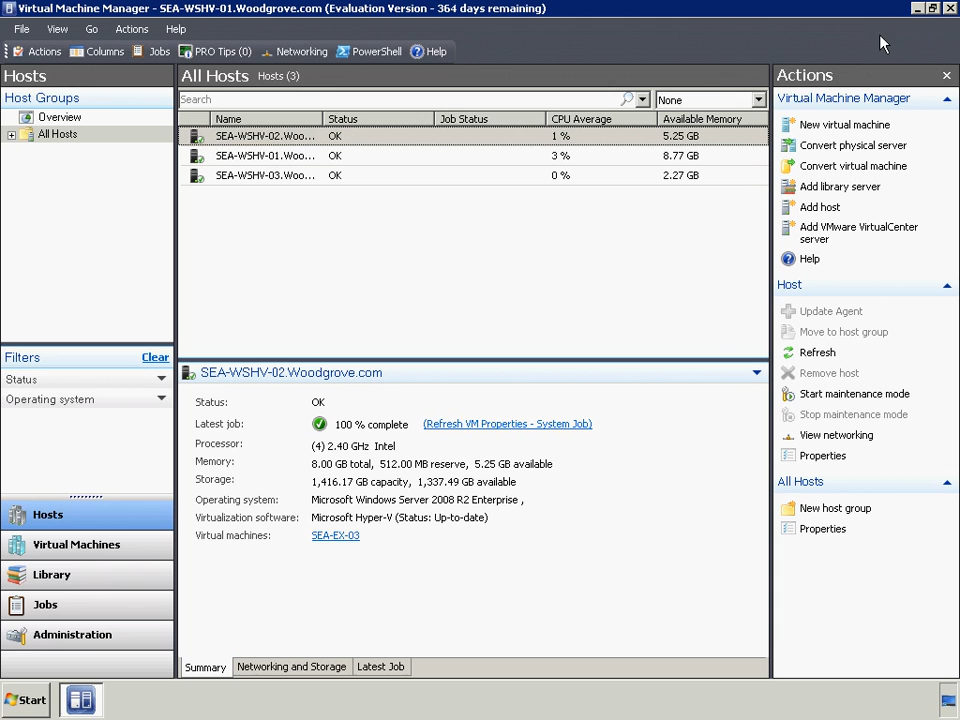 Virtual Machine Manager - SEA-WSHV-01.Woodgrove.com (Evaluation Version - 364 days remaining)
File View Go Actions Help
Actions Columns Jobs PRO Tips (0) Networking PowerShell Help
Hosts
Host Groups
Overview
All Hosts
Filters
Clear
Status
Operating system
Hosts
Virtual Machines
Library
Jobs
Administration
All Hosts Hosts (3)
Search
None
Name Status Job Status CPU Average Available Memory
SEA-WSHV-02.Woo... OK 1 % 5.25 GB
SEA-WSHV-01.Woo... OK 3 % 8.77 GB
SEA-WSHV-03.Woo... OK 0 % 2.27 GB
SEA-WSHV-02.Woodgrove.com
Status: OK
Latest job: 100 % complete (Refresh VM Properties - System Job)
Processor: (4) 2.40 GHz Intel
Memory: 8.00 GB total, 512.00 MB reserve, 5.25 GB available
Storage: 1,416.17 GB capacity, 1,337.49 GB available
Operating system: Microsoft Windows Server 2008 R2 Enterprise ,
Virtualization software: Microsoft Hyper-V (Status: Up-to-date)
Virtual machines: SEA-EX-03
Summary Networking and Storage Latest Job
Actions
Virtual Machine Manager
New virtual machine
Convert physical server
Convert virtual machine
Add library server
Add host
Add VMware VirtualCenter
server
Help
Host
Update Agent
Move to host group
Refresh
Remove host
Start maintenance mode
Stop maintenance mode
View networking
Properties
All Hosts
New host group
Properties
Start